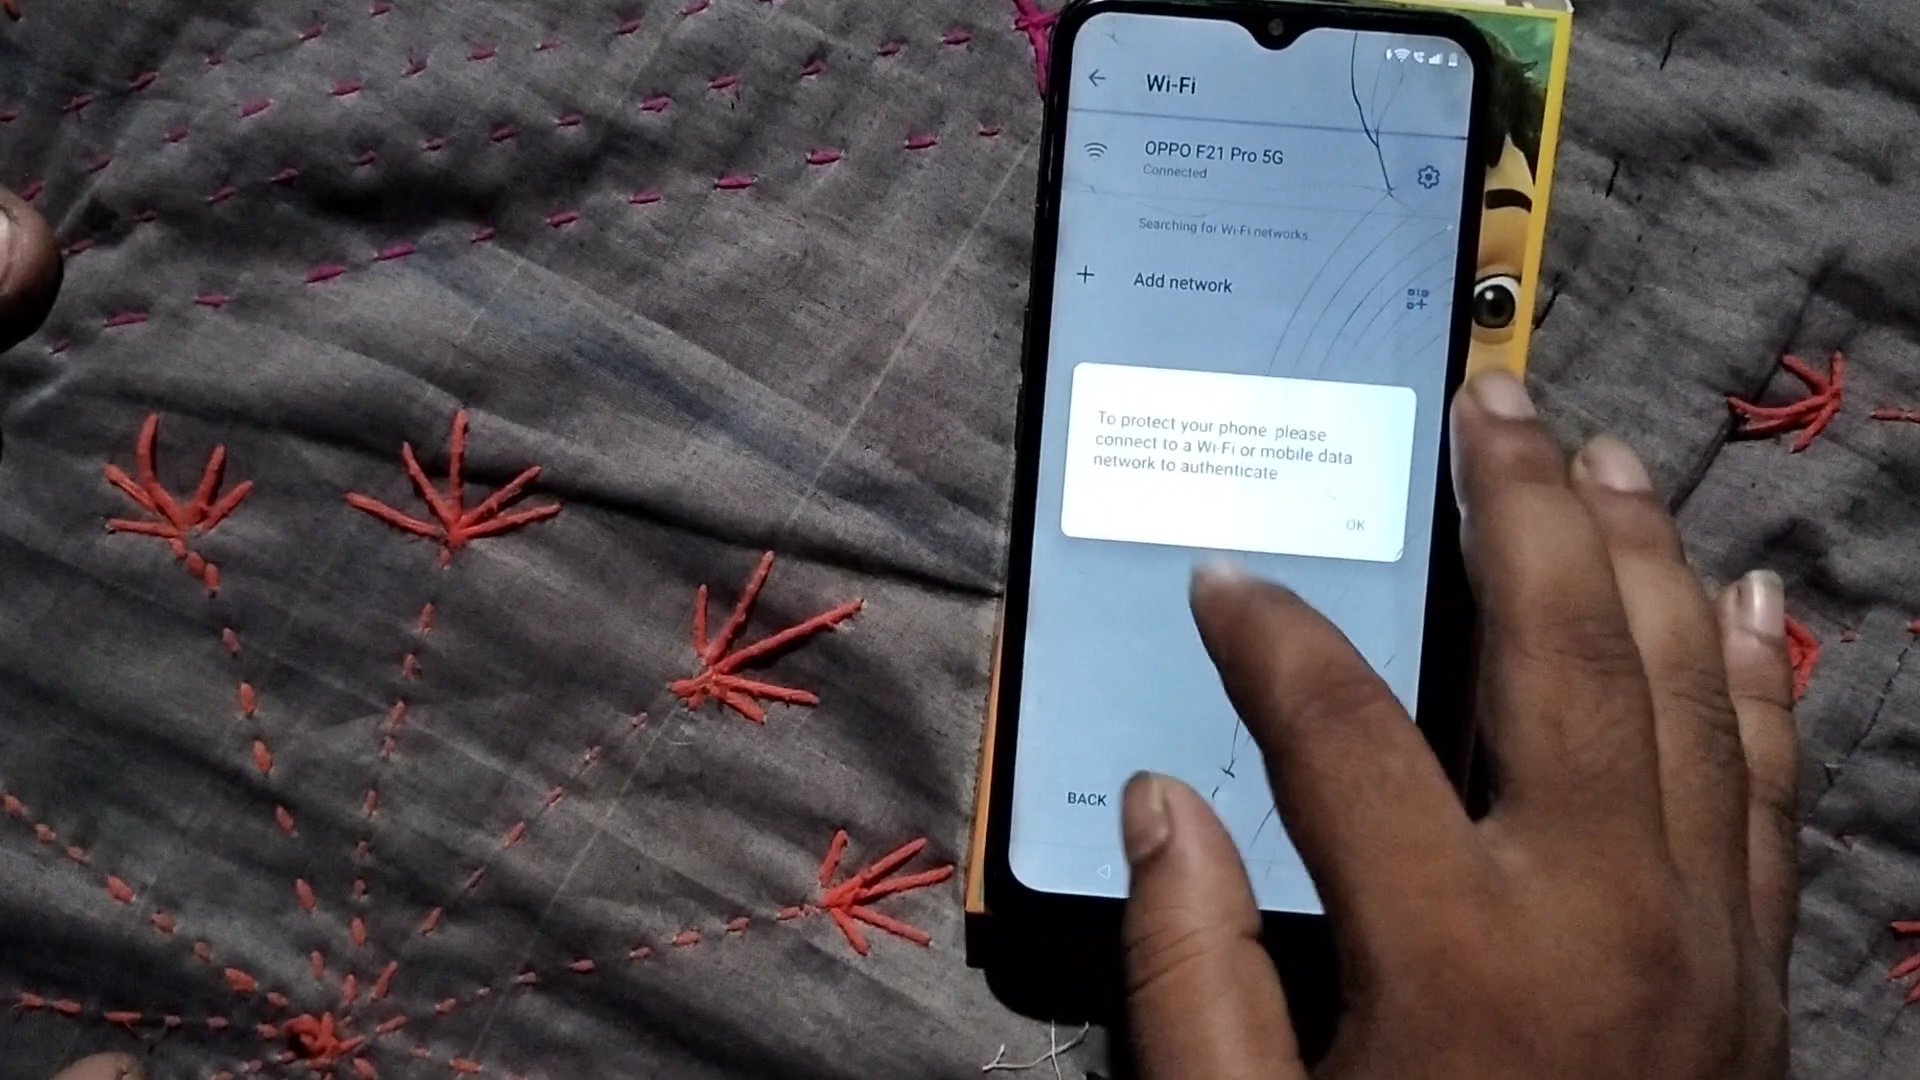 Wi-Fi
OPPO F21 Pro 5G
Connected
Searching for Wi-Fi networks
Add network
To protect your phone please
connect to a Wi-Fi or mobile data
network to authenticate
OK
BACK